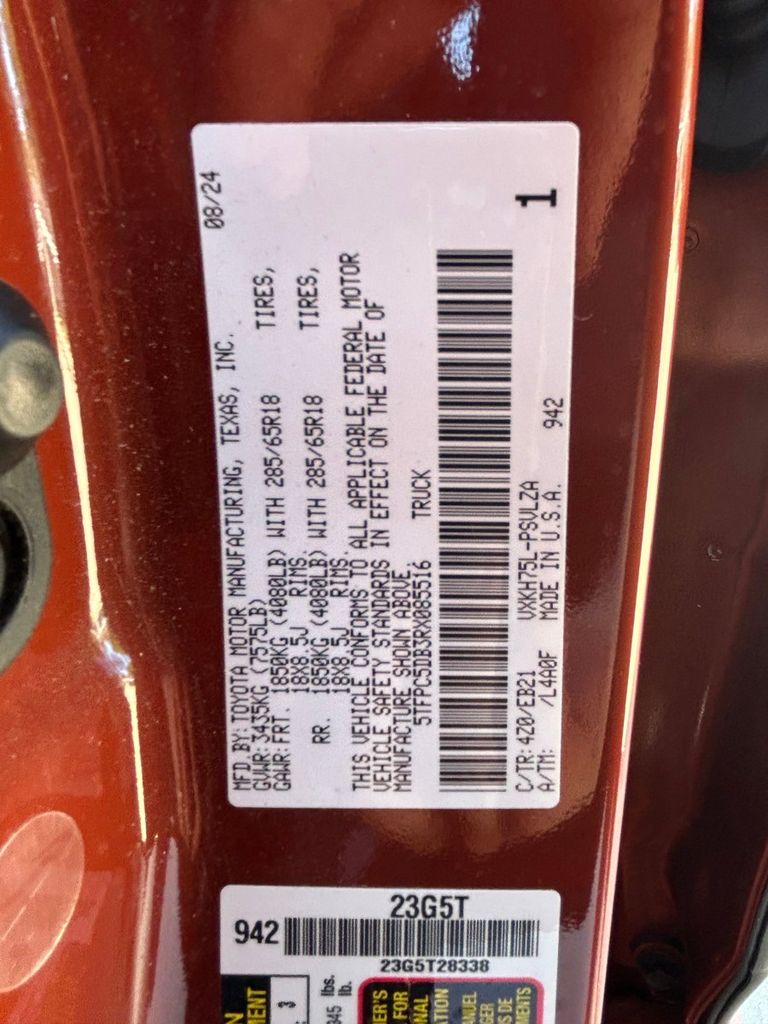 08/24
MFD.BY: TOYOTA MOTOR MANUFACTURING, TEXAS, INC.
GVWR: 3435KG (7575LB)
GAWR: FRT. 1850KG (4080LB) WITH 285/65R18 TIRES,
18X8.5J RIMS.
RR. 1850KG (4080LB) WITH 285/65R18 TIRES,
18X8.5J RIMS.
THIS VEHICLE CONFORMS TO ALL APPLICABLE FEDERAL MOTOR
VEHICLE SAFETY STANDARDS IN EFFECT ON THE DATE OF
MANUFACTURE SHOWN ABOVE.
5TFPC5DB3RX085516 TRUCK
1
C/TR: 4Z0/EB21 VXKH75L-PSVLZA
A/TM: /L4A0F MADE IN U.S.A. 942
23G5T
942
23G5T28338